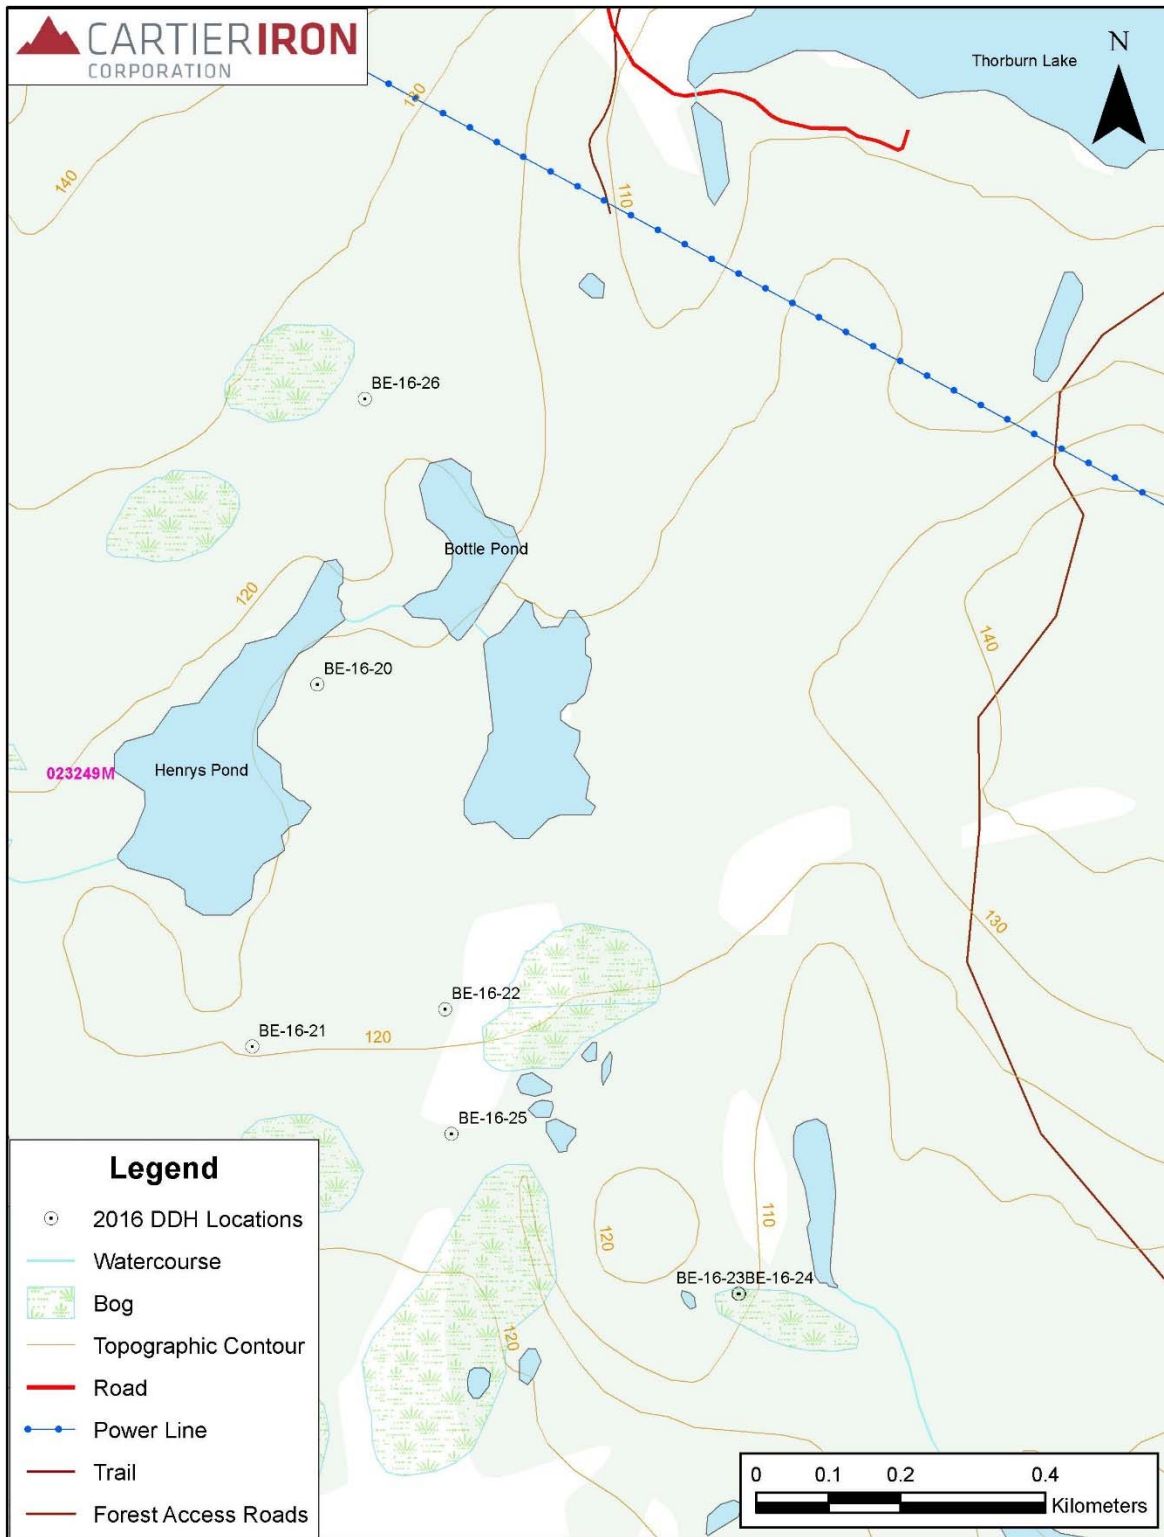 CARTIER IRON
CORPORATION
N
Thorburn Lake
130
140
110
BE-16-26
Bottle Pond
120
140
BE-16-20
023249M
Henrys Pond
130
BE-16-22
BE-16-21
120
BE-16-25
110
120
BE-16-23BE-16-24
120
Legend
2016 DDH Locations
Watercourse
Bog
Topographic Contour
Road
Power Line
Trail
Forest Access Roads
0 0.1 0.2 0.4
Kilometers